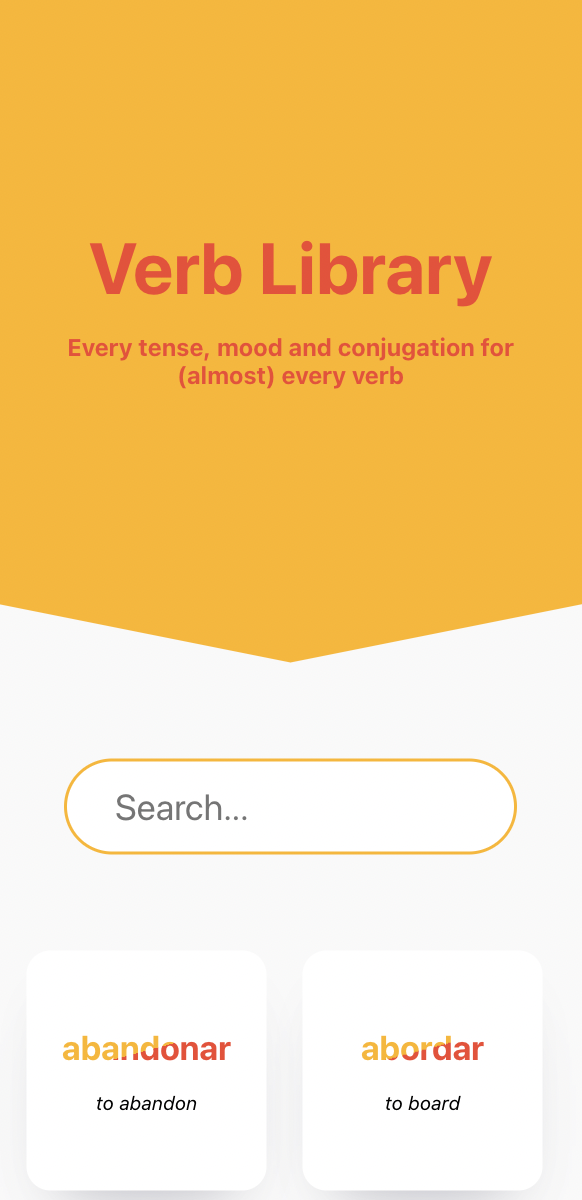 Verb Library
Every tense, mood and conjugation for
(almost) every verb
Search...
abandonar
to abandon
abordar
to board